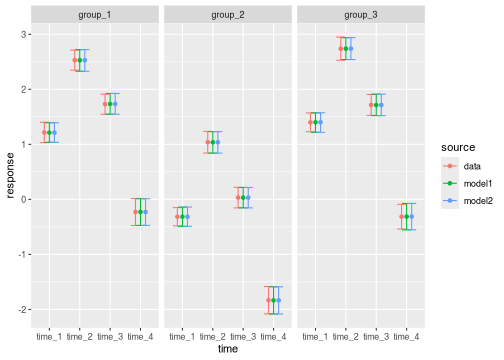 group_1 group_2 group_3
response
3
2
1
0
-1
-2
time_1 time_2 time_3 time_4 time_1 time_2 time_3 time_4 time_1 time_2 time_3 time_4
time
source
data
model1
model2